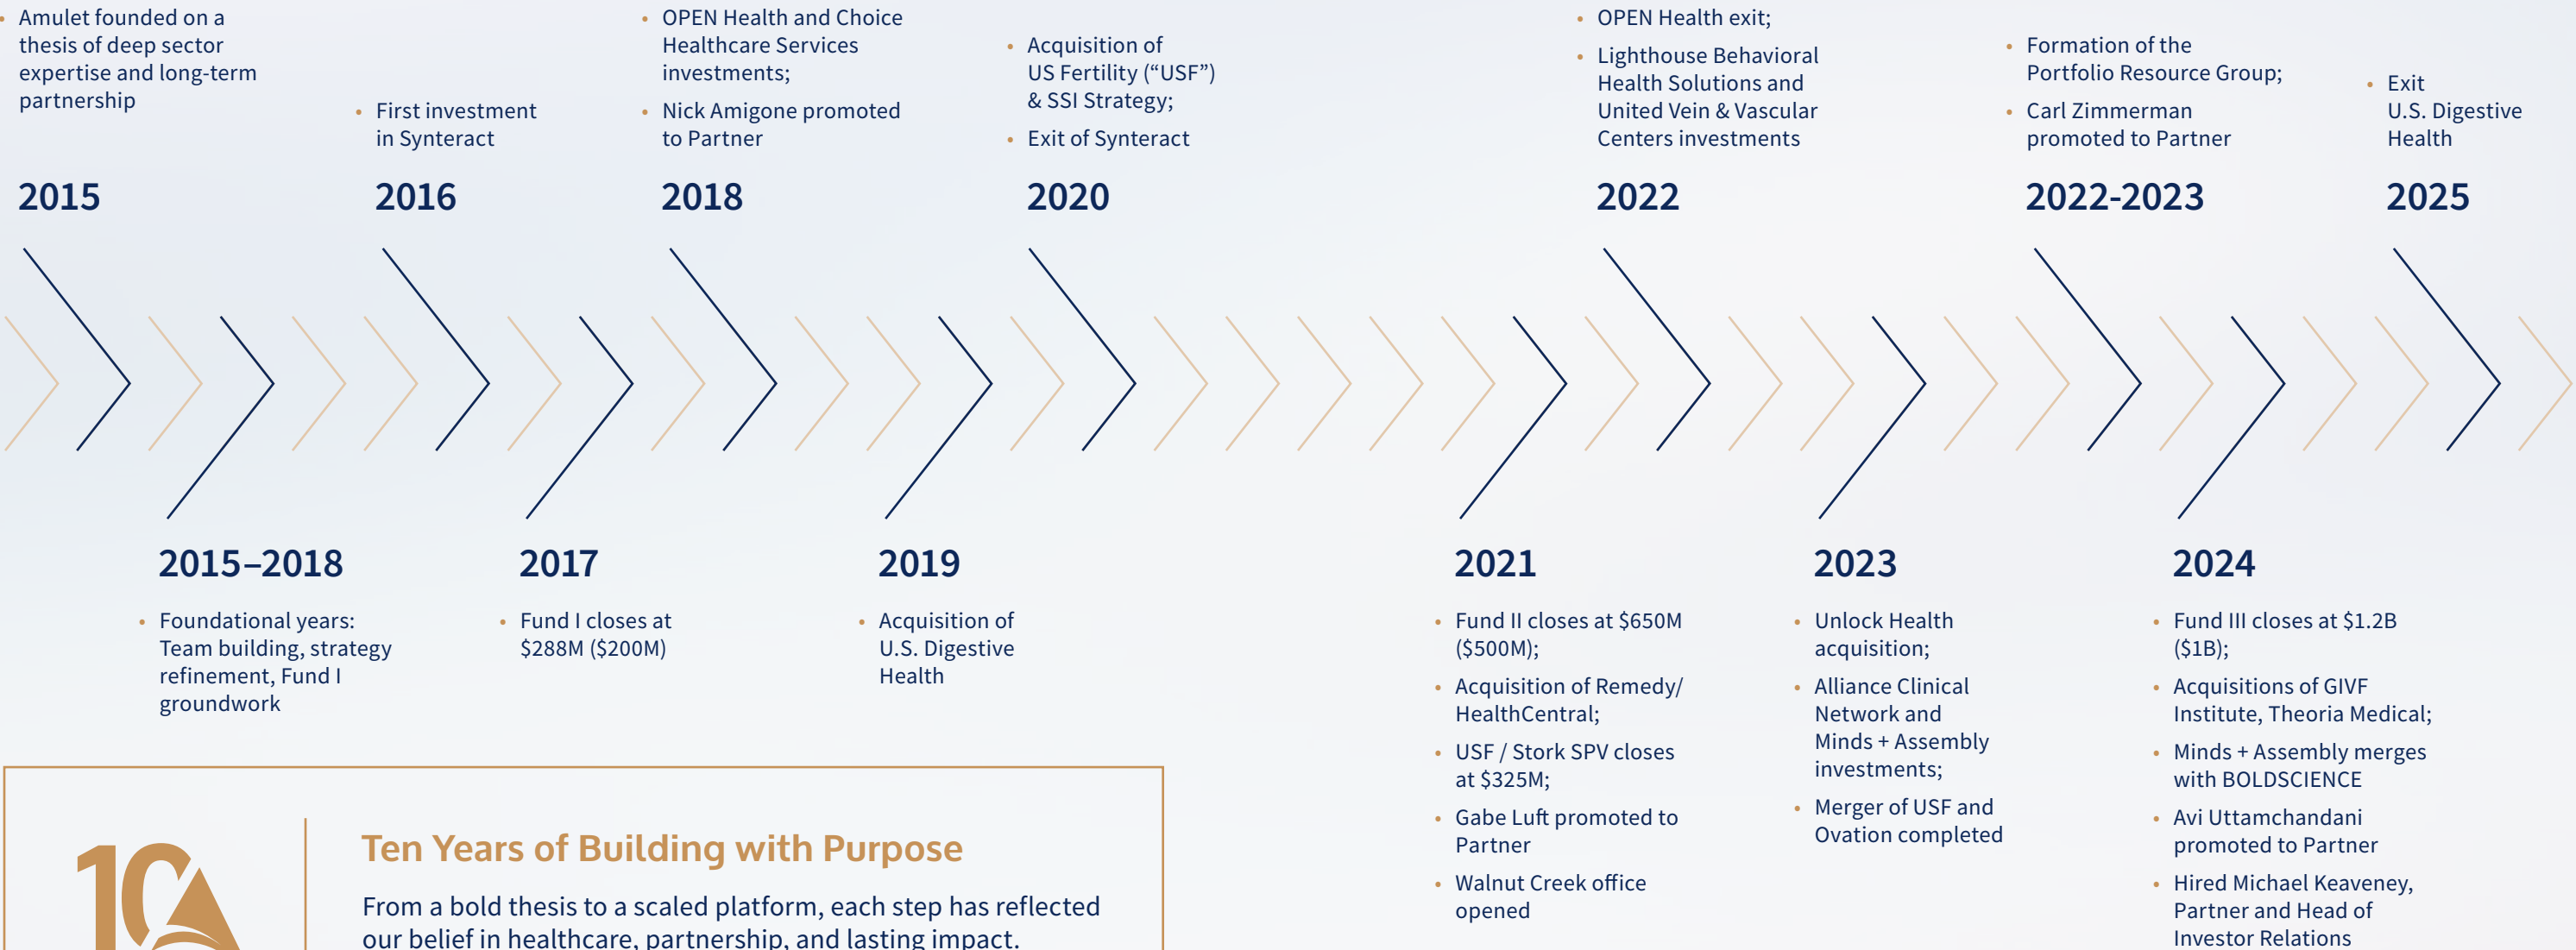 • Amulet founded on a
thesis of deep sector
expertise and long-term
partnership
2015
• First investment
in Synteract
2016
• OPEN Health and Choice
Healthcare Services
investments;
• Nick Amigone promoted
to Partner
2018
• Acquisition of
US Fertility (“USF”)
& SSI Strategy;
• Exit of Synteract
2020
• OPEN Health exit;
• Lighthouse Behavioral
Health Solutions and
United Vein & Vascular
Centers investments
2022
• Formation of the
Portfolio Resource Group;
• Carl Zimmerman
promoted to Partner
2022-2023
• Exit
U.S. Digestive
Health
2025
2015–2018
• Foundational years:
Team building, strategy
refinement, Fund I
groundwork
2017
• Fund I closes at
$288M ($200M)
2019
• Acquisition of
U.S. Digestive
Health
2021
• Fund II closes at $650M
($500M);
• Acquisition of Remedy/
HealthCentral;
• USF / Stork SPV closes
at $325M;
• Gabe Luft promoted to
Partner
• Walnut Creek office
opened
2023
• Unlock Health
acquisition;
• Alliance Clinical
Network and
Minds + Assembly
investments;
• Merger of USF and
Ovation completed
2024
• Fund III closes at $1.2B
($1B);
• Acquisitions of GIVF
Institute, Theoria Medical;
• Minds + Assembly merges
with BOLDSCIENCE
• Avi Uttamchandani
promoted to Partner
• Hired Michael Keaveney,
Partner and Head of
Investor Relations
10
Ten Years of Building with Purpose
From a bold thesis to a scaled platform, each step has reflected
our belief in healthcare, partnership, and lasting impact.